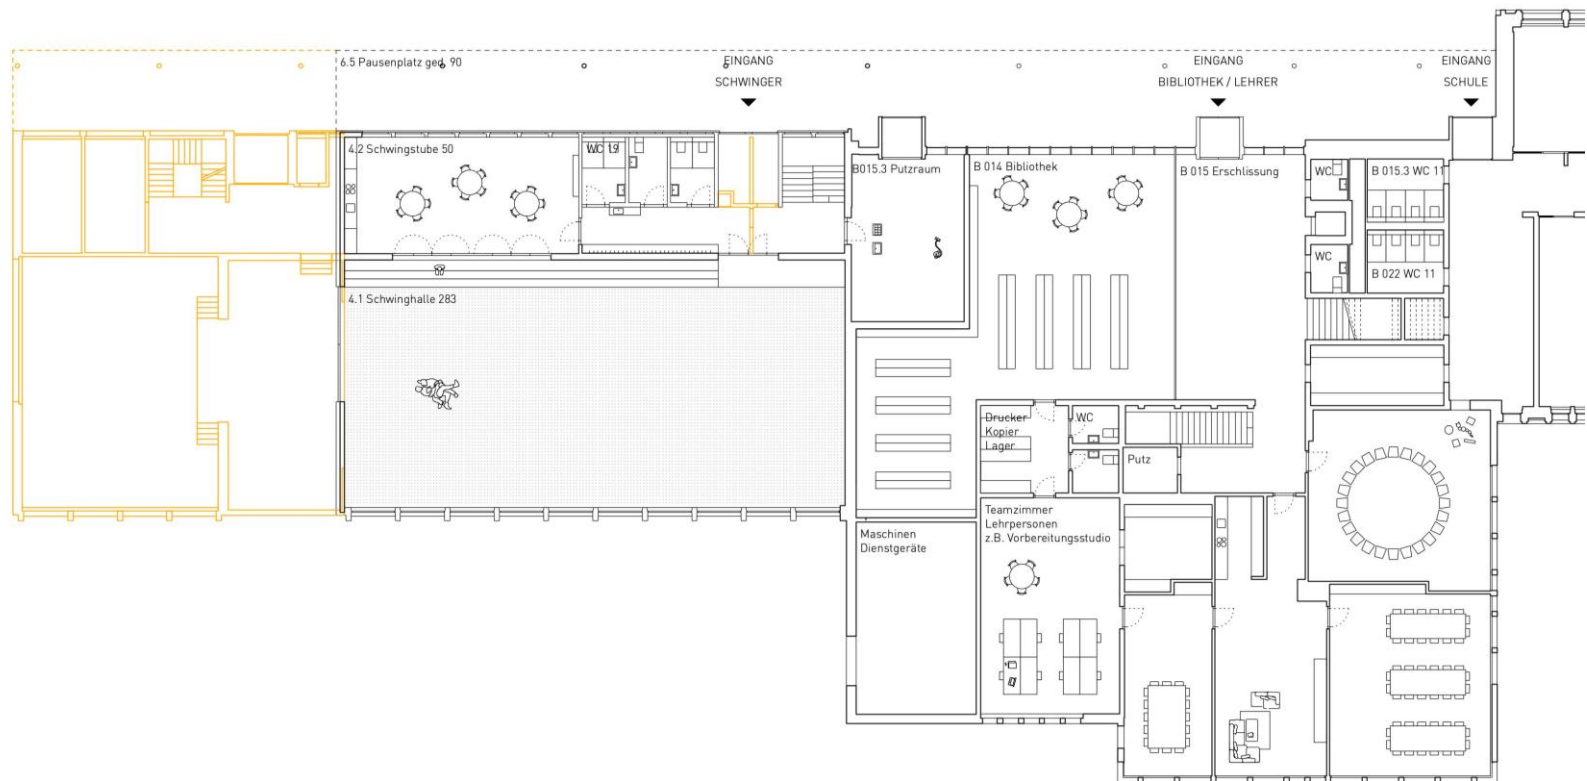 6.5 Pausenplatz ged. 90
EINGANG
SCHWINGER
EINGANG
BIBLIOTHEK / LEHRER
EINGANG
SCHULE
4.2 Schwingstube 50
WC 19
B015.3 Putzraum
B 014 Bibliothek
B 015 Erschlissung
WC
B 015.3 WC 11
WC
B 022 WC 11
4.1 Schwinghalle 283
Drucker
Kopier
Lager
WC
Putz
Teamzimmer
Lehrpersonen
z.B. Vorbereitungsstudio
Maschinen
Dienstgeräte